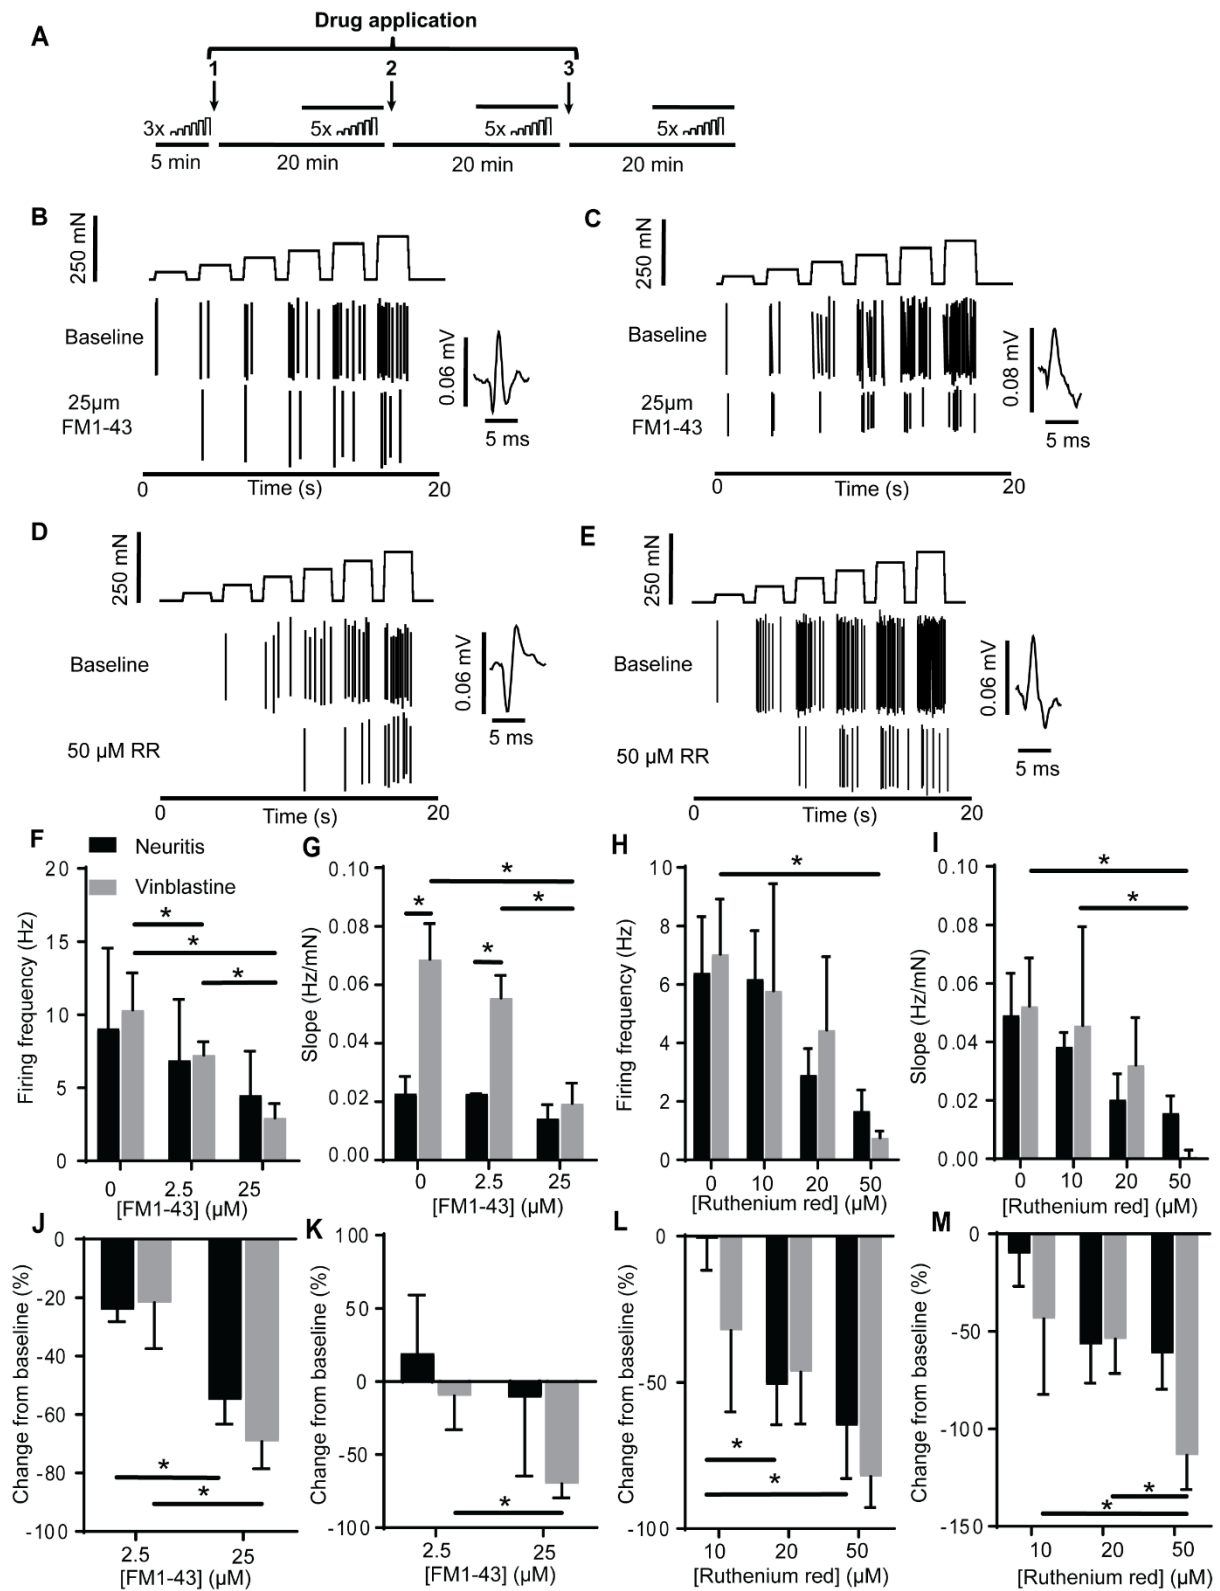 A
Drug application
1 2 3
3x 5x 5x 5x
5 min 20 min 20 min 20 min
B
250 mN
Baseline
25µm
FM1-43
0.06 mV
5 ms
0 Time (s) 20
C
250 mN
Baseline
25µm
FM1-43
0.08 mV
5 ms
0 Time (s) 20
D
250 mN
Baseline
50 µM RR
0.06 mV
5 ms
0 Time (s) 20
E
250 mN
Baseline
50 µM RR
0.06 mV
5 ms
0 Time (s) 20
F
Neuritis
Vinblastine
Firing frequency (Hz)
20
15
10
5
0
* * *
0 2.5 25
[FM1-43] (µM)
G
Slope (Hz/mN)
0.10
0.08
0.06
0.04
0.02
0.00
* * * *
0 2.5 25
[FM1-43] (µM)
H
Firing frequency (Hz)
10
8
6
4
2
0
*
0 10 20 50
[Ruthenium red] (µM)
I
Slope (Hz/mN)
0.10
0.08
0.06
0.04
0.02
0.00
* *
0 10 20 50
[Ruthenium red] (µM)
J
Change from baseline (%)
0
-20
-40
-60
-80
-100
* *
2.5 25
[FM1-43] (µM)
K
Change from baseline (%)
100
50
0
-50
-100
*
2.5 25
[FM1-43] (µM)
L
Change from baseline (%)
0
-50
-100
* *
10 20 50
[Ruthenium red] (µM)
M
Change from baseline (%)
0
-50
-100
-150
* *
10 20 50
[Ruthenium red] (µM)